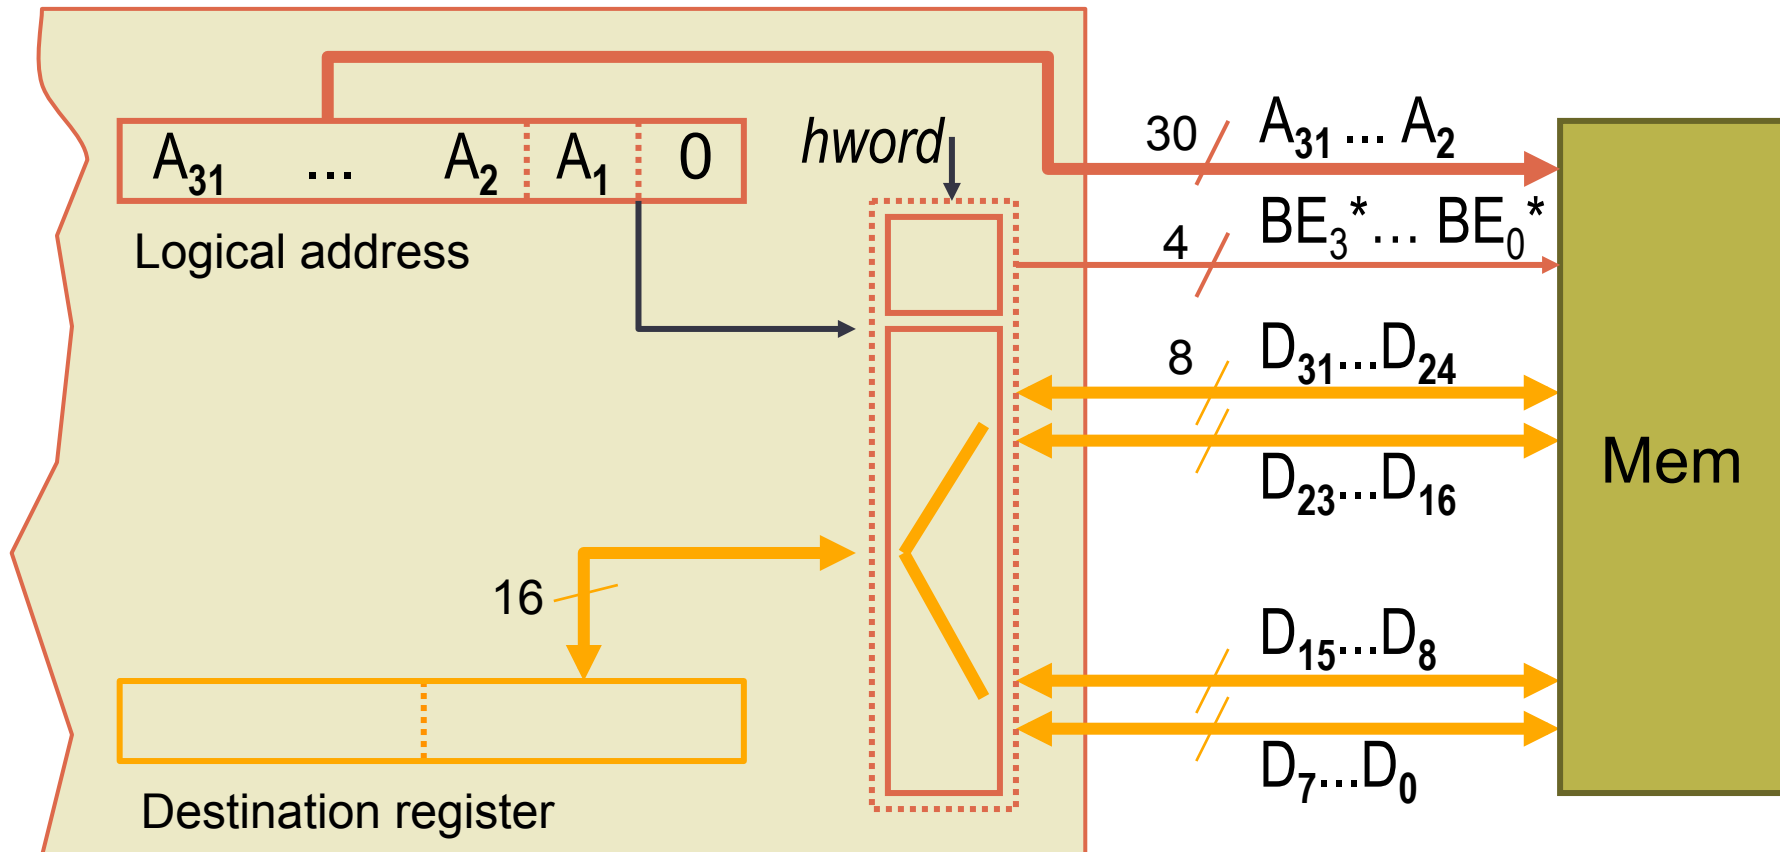 A₃₁ ... A₂ A₁ 0
Logical address
hword
30 A₃₁ ... A₂
4 BE₃* ... BE₀*
8 D₃₁...D₂₄
D₂₃...D₁₆
Mem
16
D₁₅...D₈
D₇...D₀
Destination register